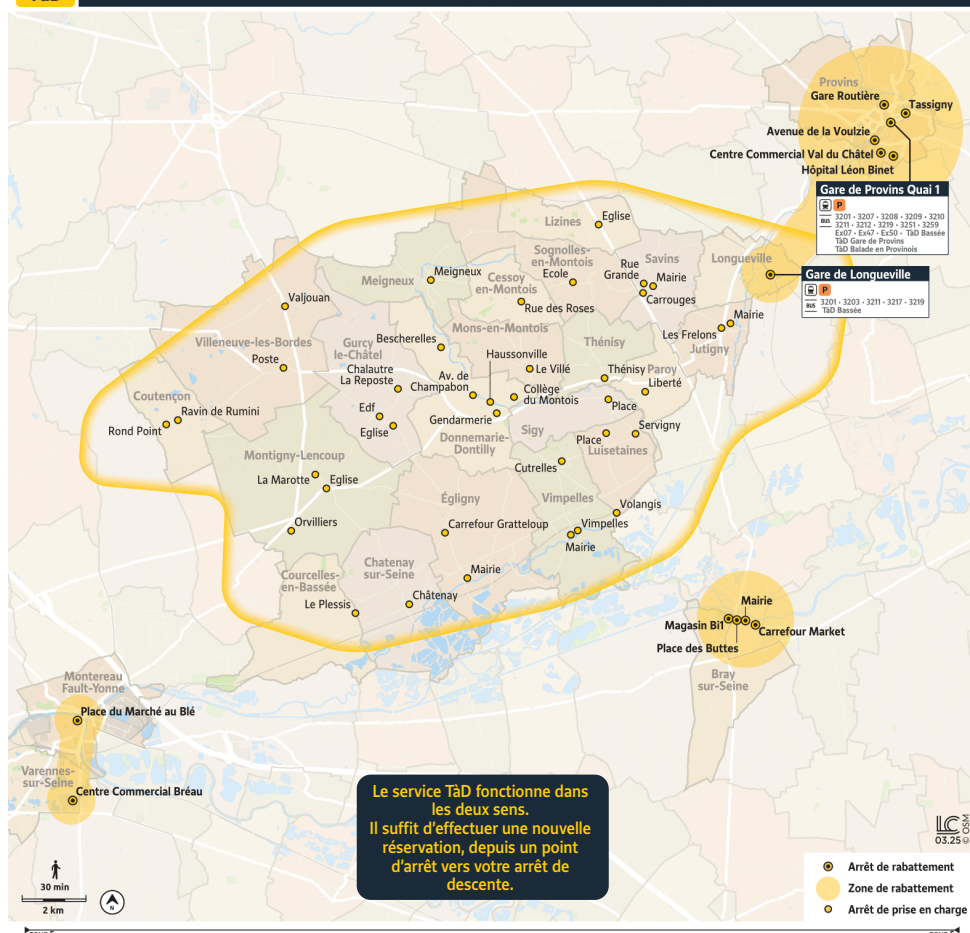 TàD
Provins
Gare Routière
Tassigny
Avenue de la Voulzie
Centre Commercial Val du Châtel
Hôpital Léon Binet
Gare de Provins Quai 1
P
BUS
3201 • 3207 • 3208 • 3209 • 3210
3211 • 3212 • 3219 • 3251 • 3259
Ex07 • Ex47 • Ex50 • TàD Bassée
TàD Gare de Provins
TàD Balade en Provinois
Longueville
Gare de Longueville
P
BUS
3201 • 3203 • 3211 • 3217 • 3219
TàD Bassée
Lizines
Eglise
Sognolles-
en-Montois
Ecole
Rue
Grande
Savins
Mairie
Carrouges
Meigneux
Meigneux
Cessoy
en-Montois
Rue des Roses
Valjouan
Mairie
Les Frelons
Jutigny
Mons-en-Montois
Villeneuve-les-Bordes
Poste
Gurcy
le-Châtel
Bescherelles
Haussonville
Le Villé
Thénisy
Thénisy
Paroy
Liberté
Chalautre
La Reposte
Av. de
Champabon
Collège
du Montois
Place
Coutençon
Ravin de Rumini
Rond Point
Edf
Eglise
Gendarmerie
Donnemarie-
Dontilly
Sigy
Place
Servigny
Luisetaines
Montigny-Lencoup
La Marotte
Eglise
Cutrelles
Égligny
Vimpelles
Volangis
Orvilliers
Carrefour Gratteloup
Vimpelles
Mairie
Chatenay
sur-Seine
Mairie
Courcelles-
en-Bassée
Le Plessis
Châtenay
Mairie
Magasin Bi1
Carrefour Market
Place des Buttes
Bray
sur-Seine
Montereau
Fault-Yonne
Place du Marché au Blé
Varennes-
sur-Seine
Centre Commercial Bréau
Le service TàD fonctionne dans
les deux sens.
Il suffit d'effectuer une nouvelle
réservation, depuis un point
d'arrêt vers votre arrêt de
descente.
LC
03.25 © OSM
30 min
2 km
N
Arrêt de rabattement
Zone de rabattement
Arrêt de prise en charge